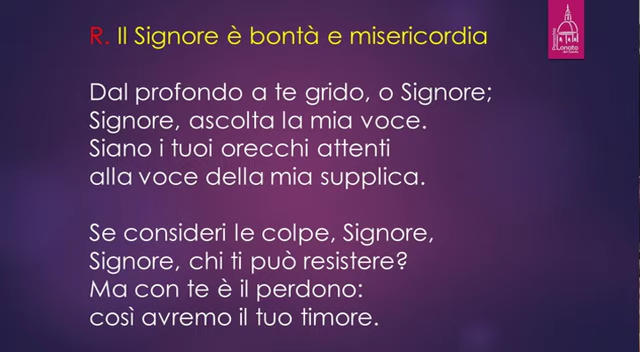 R. Il Signore è bontà e misericordia
Dal profondo a te grido, o Signore;
Signore, ascolta la mia voce.
Siano i tuoi orecchi attenti
alla voce della mia supplica.
Se consideri le colpe, Signore,
Signore, chi ti può resistere?
Ma con te è il perdono:
così avremo il tuo timore.
Lonato